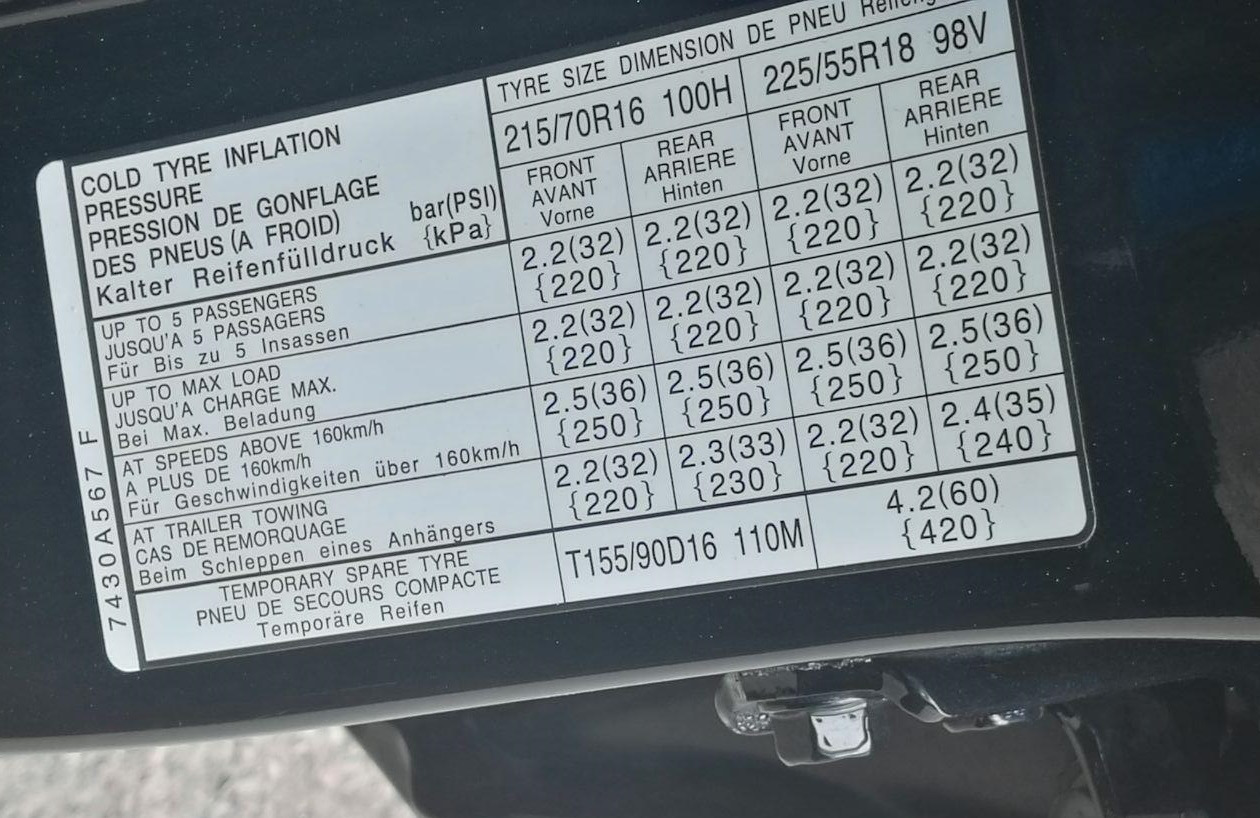 TYRE SIZE DIMENSION DE PNEU
215/70R16 100H 225/55R18 98V
COLD TYRE INFLATION
PRESSURE
PRESSION DE GONFLAGE
DES PNEUS (A FROID)
Kalter Reifenfülldruck
bar(PSI)
{kPa}
FRONT
AVANT
Vorne
REAR
ARRIERE
Hinten
FRONT
AVANT
Vorne
REAR
ARRIERE
Hinten
UP TO 5 PASSENGERS
JUSQU'A 5 PASSAGERS
Für Bis zu 5 Insassen
2.2(32) 2.2(32) 2.2(32) 2.2(32)
{220} {220} {220} {220}
UP TO MAX LOAD
JUSQU'A CHARGE MAX.
Bei Max. Beladung
2.2(32) 2.2(32) 2.2(32) 2.2(32)
{220} {220} {220} {220}
AT SPEEDS ABOVE 160km/h
A PLUS DE 160km/h
Für Geschwindigkeiten über 160km/h
2.5(36) 2.5(36) 2.5(36) 2.5(36)
{250} {250} {250} {250}
AT TRAILER TOWING
CAS DE REMORQUAGE
Beim Schleppen eines Anhängers
2.2(32) 2.3(33) 2.2(32) 2.4(35)
{220} {230} {220} {240}
TEMPORARY SPARE TYRE
PNEU DE SECOURS COMPACTE
Temporäre Reifen
T155/90D16 110M
4.2(60)
{420}
7430A567 F